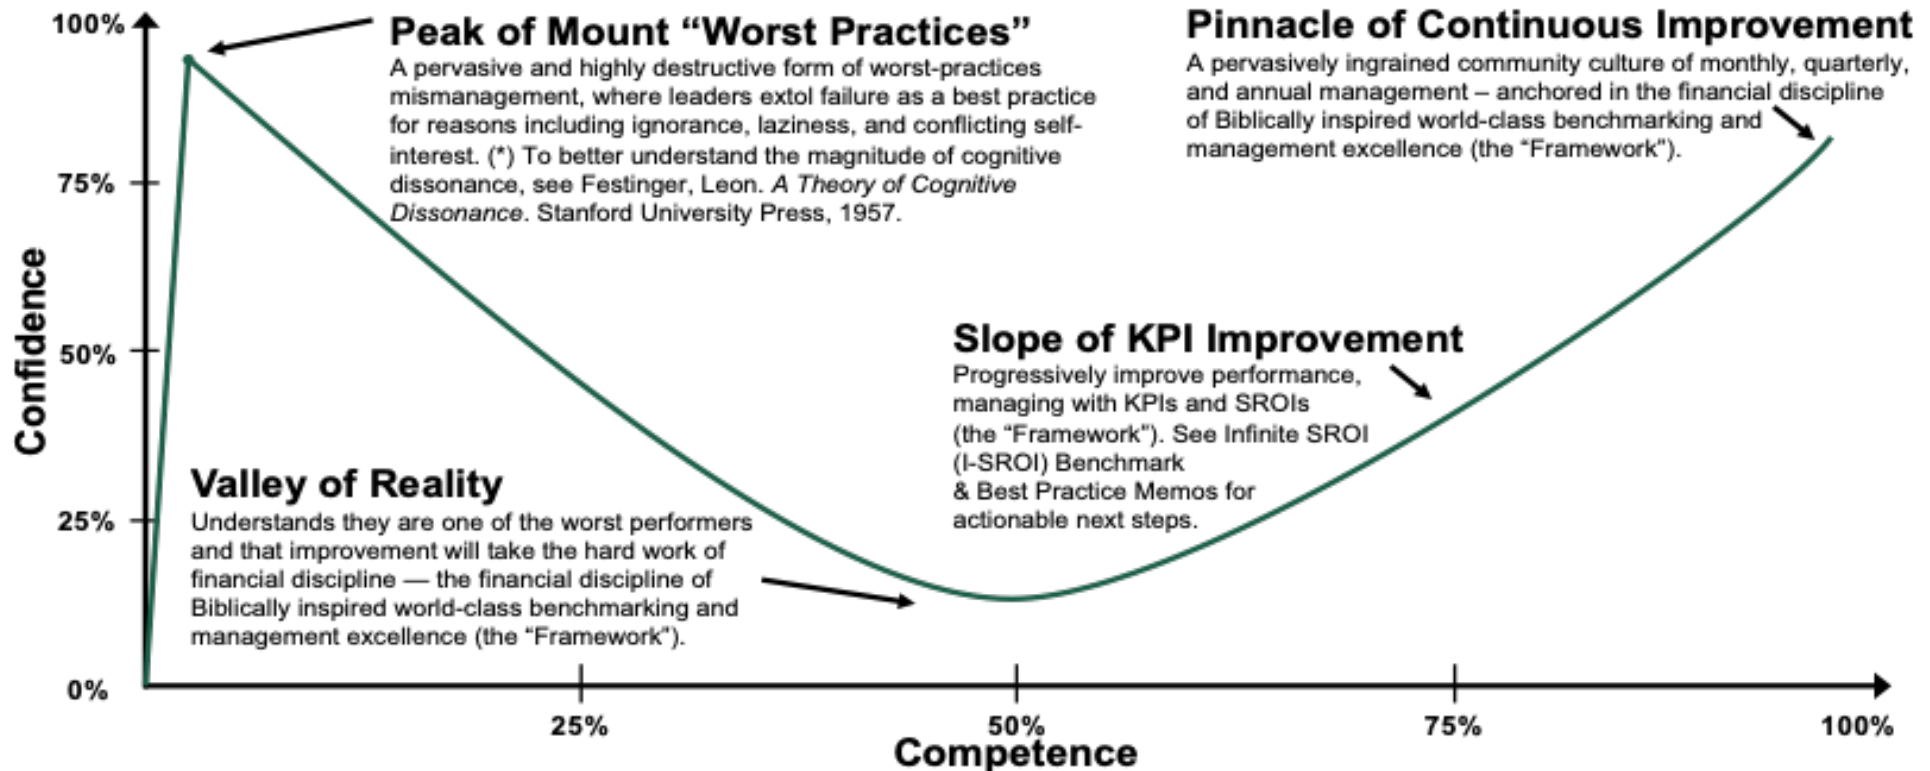 100%
Peak of Mount “Worst Practices”
A pervasive and highly destructive form of worst-practices
mismanagement, where leaders extol failure as a best practice
for reasons including ignorance, laziness, and conflicting self-
interest. (*) To better understand the magnitude of cognitive
dissonance, see Festinger, Leon. A Theory of Cognitive
Dissonance. Stanford University Press, 1957.
Pinnacle of Continuous Improvement
A pervasively ingrained community culture of monthly, quarterly,
and annual management – anchored in the financial discipline
of Biblically inspired world-class benchmarking and
management excellence (the “Framework”).
75%
Confidence
50%
Slope of KPI Improvement
Progressively improve performance,
managing with KPIs and SROIs
(the “Framework”). See Infinite SROI
(I-SROI) Benchmark
& Best Practice Memos for
actionable next steps.
Valley of Reality
Understands they are one of the worst performers
and that improvement will take the hard work of
financial discipline — the financial discipline of
Biblically inspired world-class benchmarking and
management excellence (the “Framework”).
25%
0%
25%
50%
75%
100%
Competence